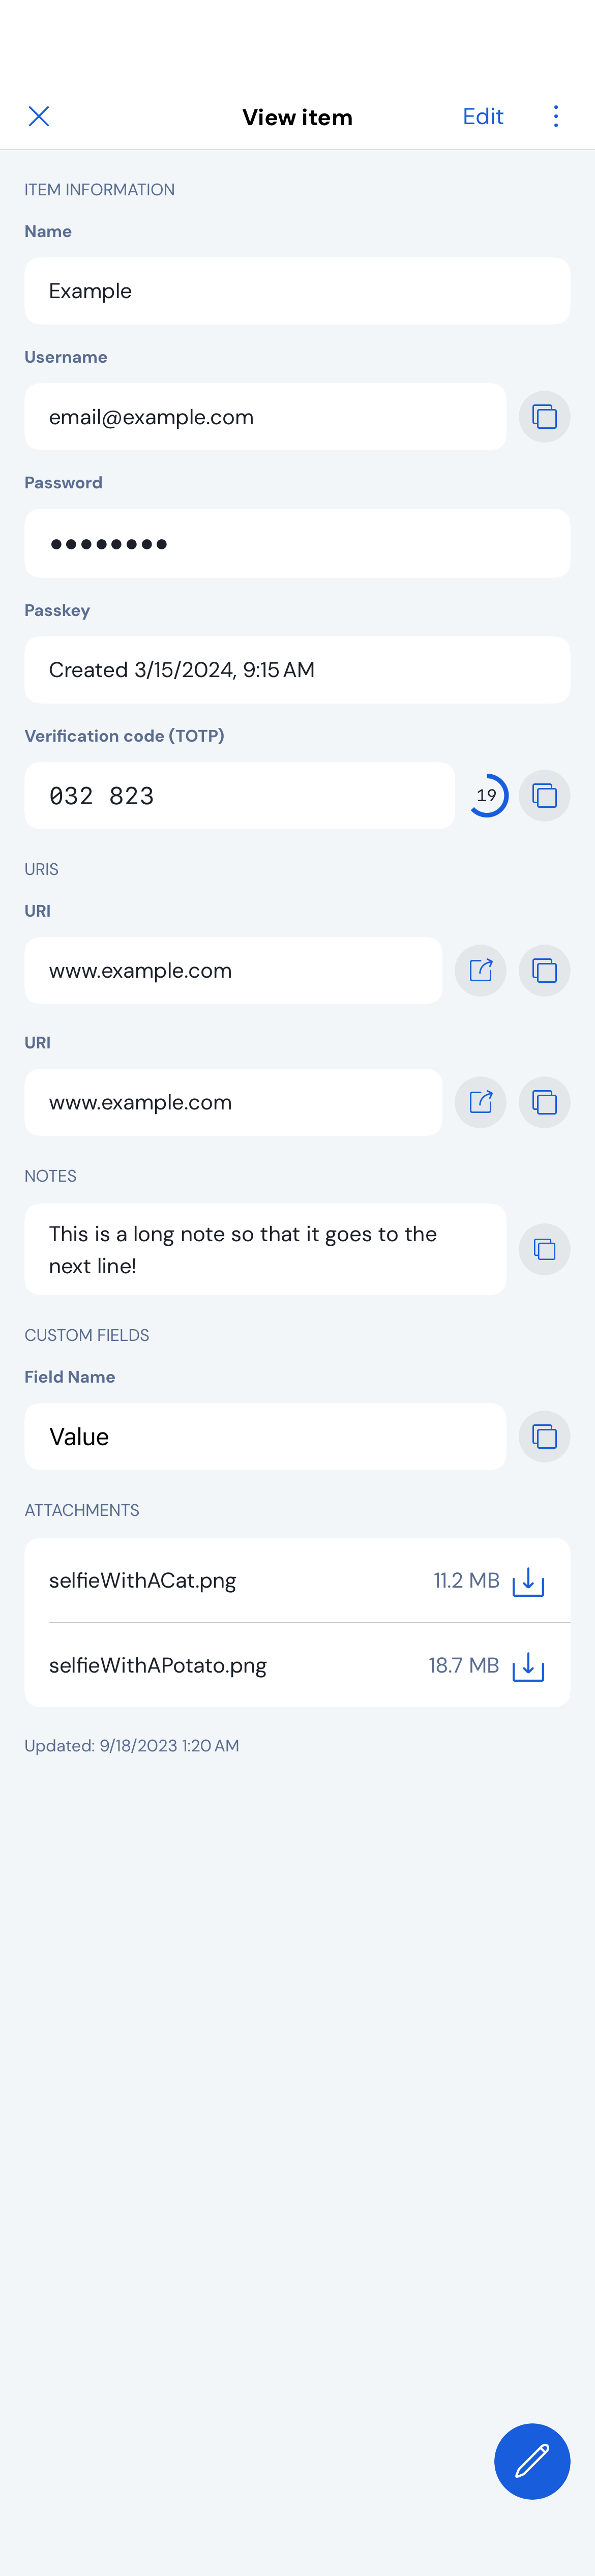 View item
Edit
ITEM INFORMATION
Name
Example
Username
email@example.com
Password
••••••••
Passkey
Created 3/15/2024, 9:15 AM
Verification code (TOTP)
032 823
19
URIS
URI
www.example.com
URI
www.example.com
NOTES
This is a long note so that it goes to the
next line!
CUSTOM FIELDS
Field Name
Value
ATTACHMENTS
selfieWithACat.png 11.2 MB
selfieWithAPotato.png 18.7 MB
Updated: 9/18/2023 1:20 AM